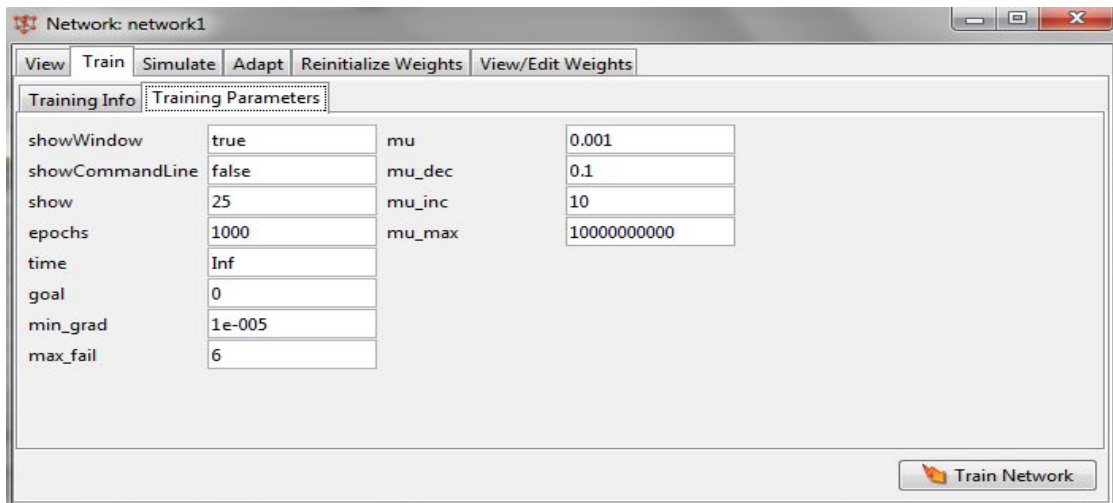 Network: network1
View Train Simulate Adapt Reinitialize Weights View/Edit Weights
Training Info Training Parameters
showWindow true mu 0.001
showCommandLine false mu_dec 0.1
show 25 mu_inc 10
epochs 1000 mu_max 10000000000
time Inf
goal 0
min_grad 1e-005
max_fail 6
Train Network